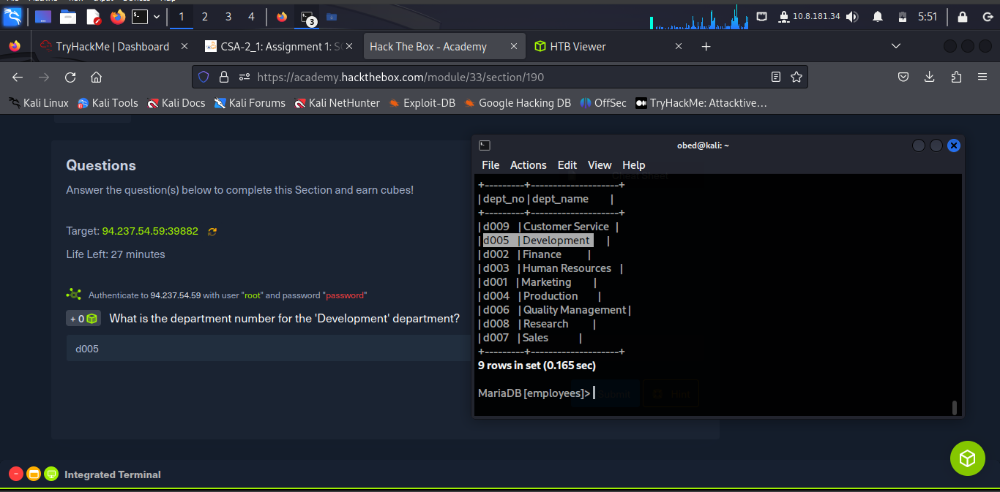 1 2 3 4 3 10.8.181.34 5:51
TryHackMe | Dashboard CSA-2_1: Assignment 1: SC Hack The Box - Academy HTB Viewer
https://academy.hackthebox.com/module/33/section/190
Kali Linux Kali Tools Kali Docs Kali Forums Kali NetHunter Exploit-DB Google Hacking DB OffSec TryHackMe: Attacktive…
Questions
Answer the question(s) below to complete this Section and earn cubes!
Target: 94.237.54.59:39882
Life Left: 27 minutes
Authenticate to 94.237.54.59 with user "root" and password "password"
+ 0 What is the department number for the 'Development' department?
d005
obed@kali: ~
File Actions Edit View Help
Cheat Sheet
+---------+--------------------+
| dept_no | dept_name |
+---------+--------------------+
| d009 | Customer Service |
| d005 | Development |
| d002 | Finance |
| d003 | Human Resources |
| d001 | Marketing |
| d004 | Production |
| d006 | Quality Management |
| d008 | Research |
| d007 | Sales |
+---------+--------------------+
9 rows in set (0.165 sec)
MariaDB [employees]>
Submit Hint
Integrated Terminal